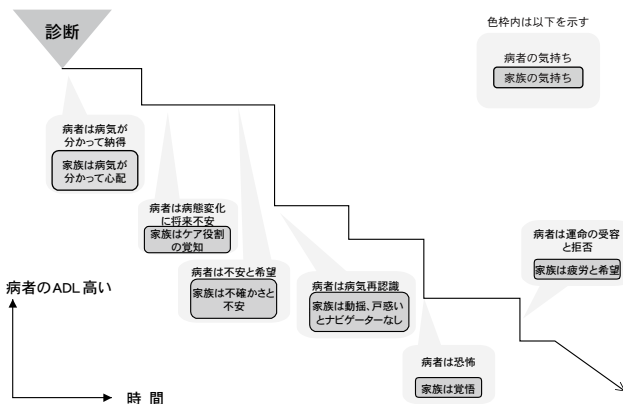 診断
色枠内は以下を示す
病者の気持ち
家族の気持ち
病者は病気が
分かって納得
家族は病気が
分かって心配
病者は病態変化
に将来不安
家族はケア役割
の覚知
病者は不安と希望
家族は不確かさと
不安
病者は病気再認識
家族は動揺、戸惑い
とナビゲーターなし
病者は運命の受容
と拒否
家族は疲労と希望
病者は恐怖
家族は覚悟
病者のADL 高い
時 間